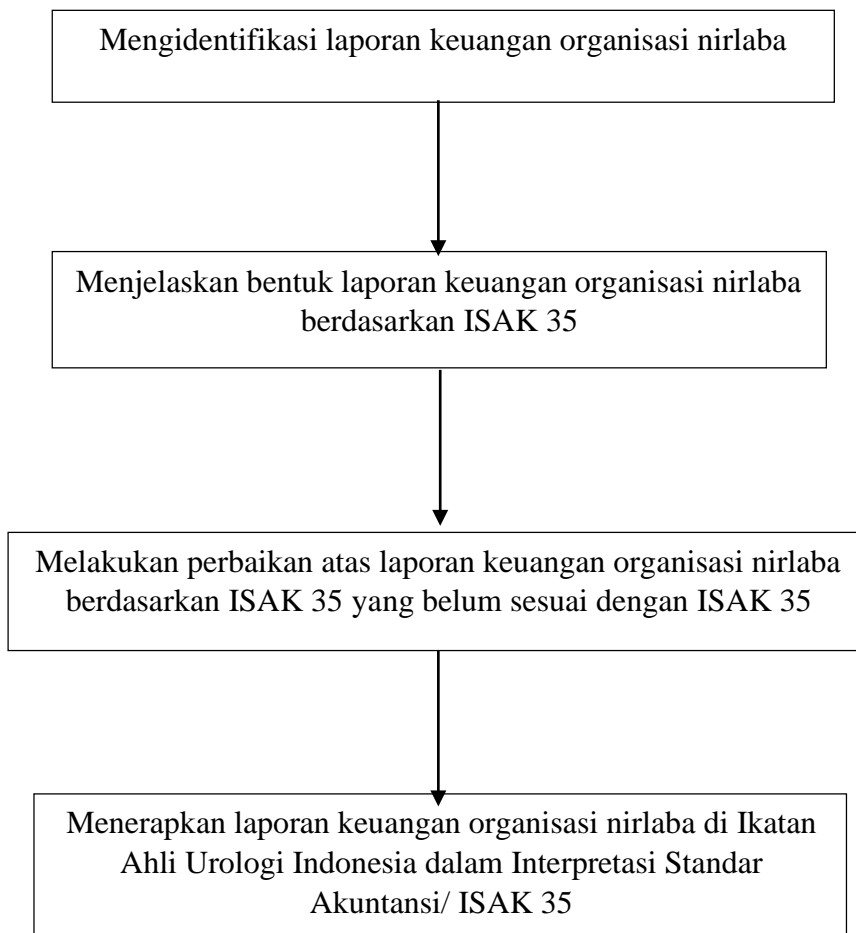 Mengidentifikasi laporan keuangan organisasi nirlaba
Menjelaskan bentuk laporan keuangan organisasi nirlaba
berdasarkan ISAK 35
Melakukan perbaikan atas laporan keuangan organisasi nirlaba
berdasarkan ISAK 35 yang belum sesuai dengan ISAK 35
Menerapkan laporan keuangan organisasi nirlaba di Ikatan
Ahli Urologi Indonesia dalam Interpretasi Standar
Akuntansi/ ISAK 35